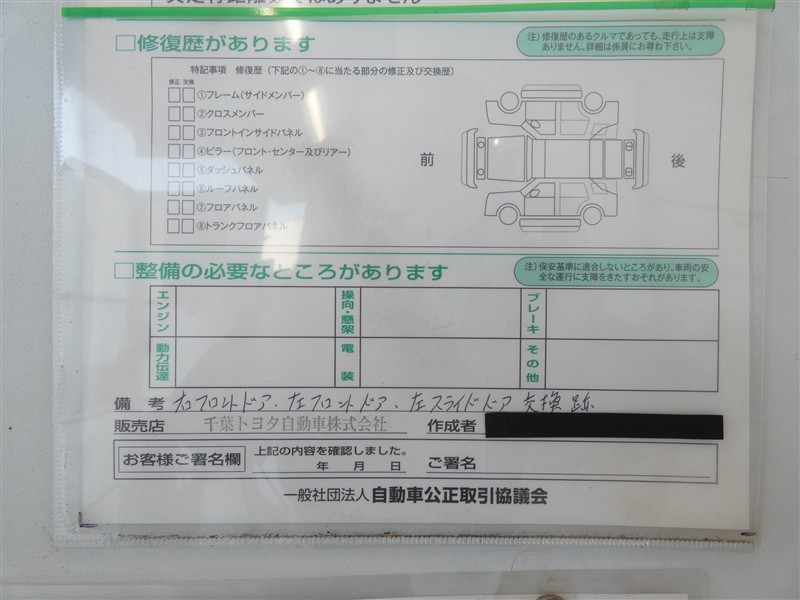 □修復歴があります
注）修復歴のあるクルマであっても、走行上は支障
ありません。詳細は係員にお尋ね下さい。
特記事項 修復歴（下記の①〜⑧に当たる部分の修正及び交換歴）
修正 交換
□□①フレーム（サイドメンバー）
□□②クロスメンバー
□□③フロントインサイドパネル
□□④ピラー（フロント・センター及びリアー）
□□⑤ダッシュパネル
□□⑥ルーフパネル
□□⑦フロアパネル
□□⑧トランクフロアパネル
前
後
□整備の必要なところがあります
注）保安基準に適合しないところがあり、車両の安
全な運行に支障をきたすおそれがあります。
エンジン
操向・懸架
ブレーキ
動力伝達
電装
その他
備考 右フロントドア、左フロントドア、左スライドドア 交換跡
販売店 千葉トヨタ自動車株式会社 作成者
お客様ご署名欄 上記の内容を確認しました。
年 月 日 ご署名
一般社団法人 自動車公正取引協議会